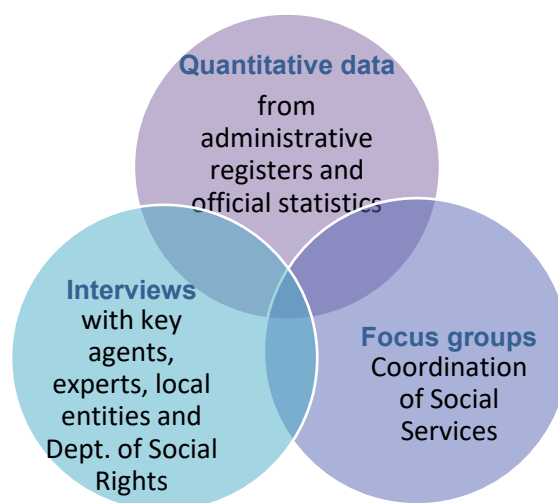 Quantitative data
from
administrative
registers and
official statistics
Interviews
with key
agents,
experts, local
entities and
Dept. of Social
Rights
Focus groups
Coordination
of Social
Services